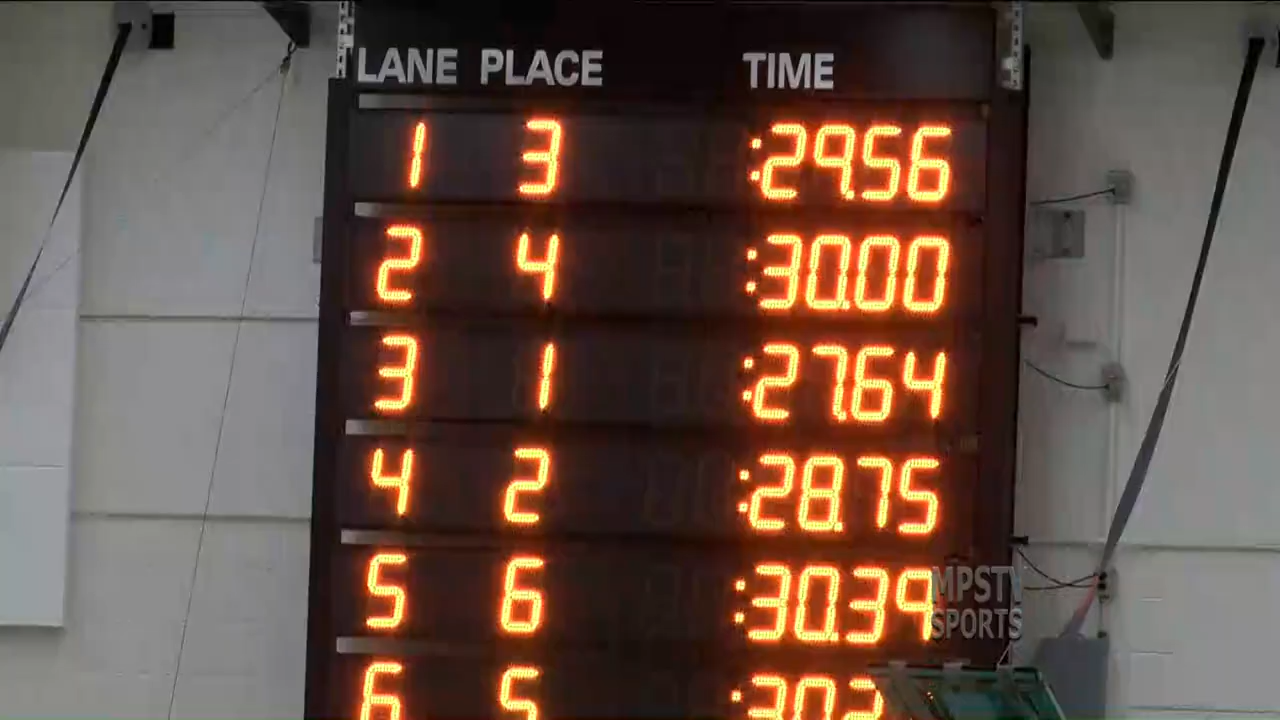 LANE PLACE TIME
1 3 :29.56
2 4 :30.00
3 1 :27.64
4 2 :28.75
5 6 :30.39
6 5
MPSTV
SPORTS